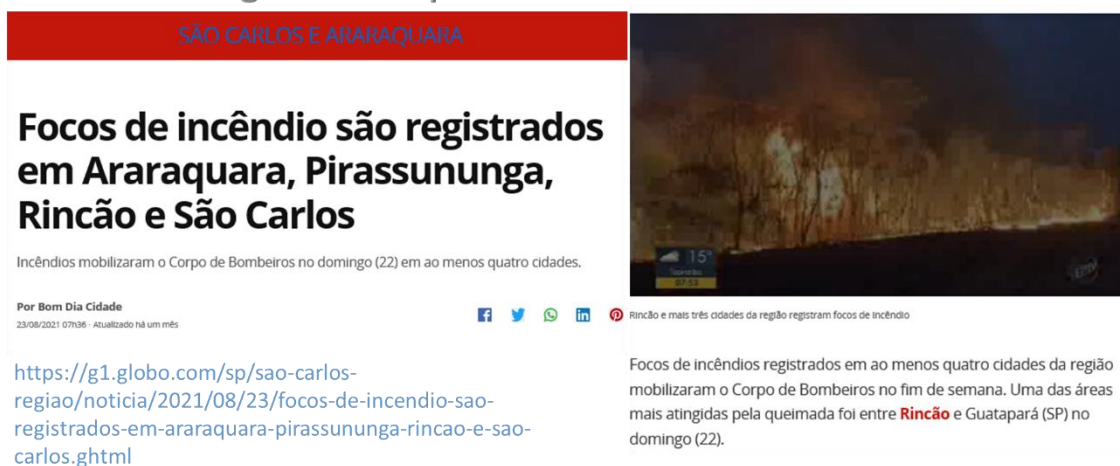 SÃO CARLOS E ARARAQUARA
Focos de incêndio são registrados
em Araraquara, Pirassununga,
Rincão e São Carlos
Incêndios mobilizaram o Corpo de Bombeiros no domingo (22) em ao menos quatro cidades.
Por Bom Dia Cidade
23/08/2021 07h36 · Atualizado há um mês
https://g1.globo.com/sp/sao-carlos-
regiao/noticia/2021/08/23/focos-de-incendio-sao-
registrados-em-araraquara-pirassununga-rincao-e-sao-
carlos.ghtml
15°
07:53
Rincão e mais três cidades da região registram focos de incêndio
Focos de incêndios registrados em ao menos quatro cidades da região
mobilizaram o Corpo de Bombeiros no fim de semana. Uma das áreas
mais atingidas pela queimada foi entre Rincão e Guatapará (SP) no
domingo (22).